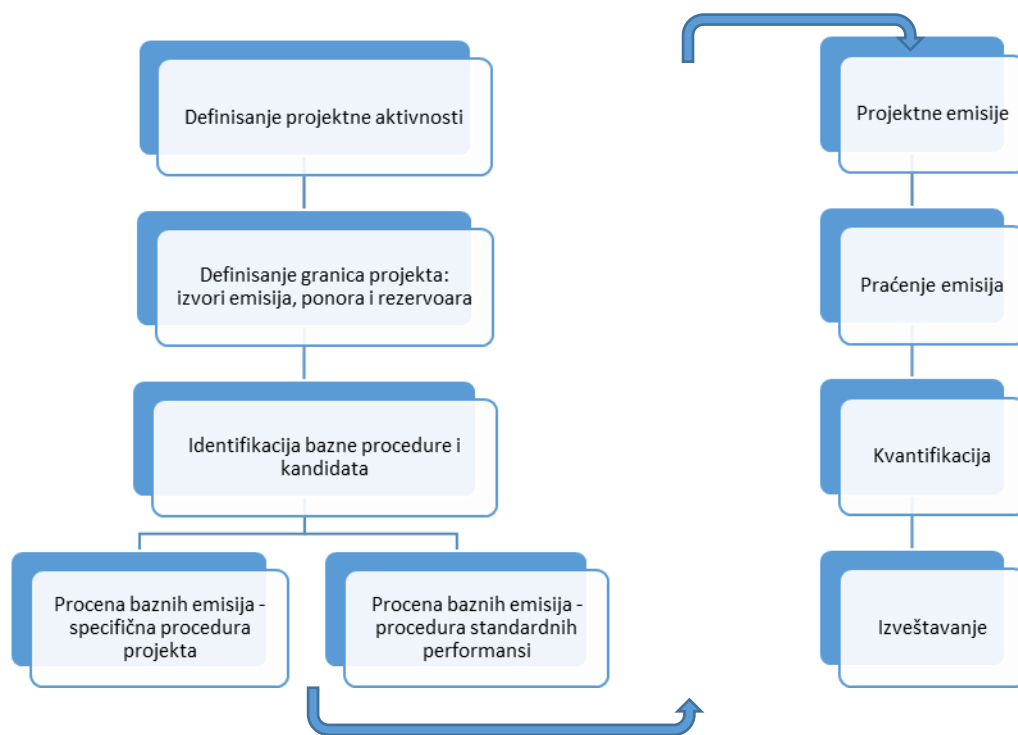 Definisanje projektne aktivnosti
Definisanje granica projekta:
izvori emisija, ponora i rezervoara
Identifikacija bazne procedure i
kandidata
Procena baznih emisija -
specifična procedura
projekta
Procena baznih emisija -
procedura standardnih
performansi
Projektne emisije
Praćenje emisija
Kvantifikacija
Izveštavanje